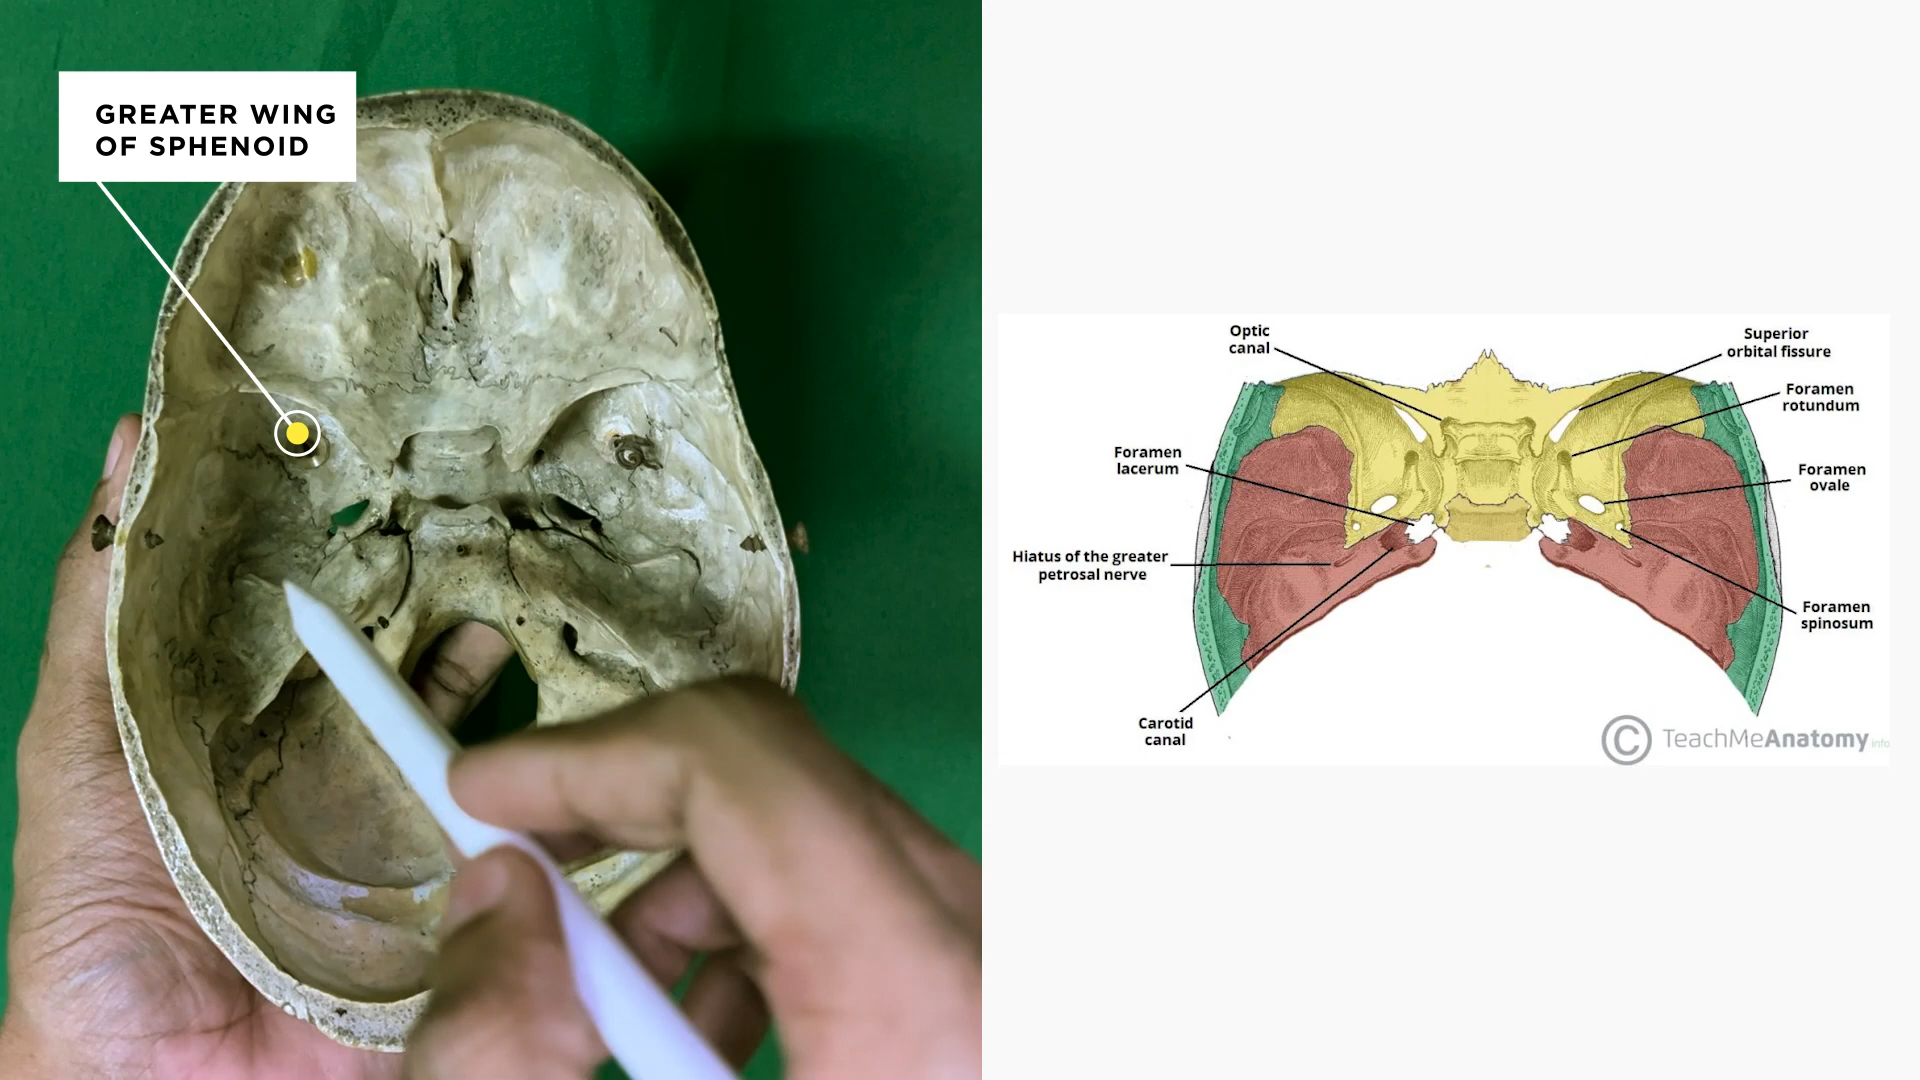 GREATER WING
OF SPHENOID
Optic
canal
Superior
orbital fissure
Foramen
rotundum
Foramen
lacerum
Foramen
ovale
Hiatus of the greater
petrosal nerve
Foramen
spinosum
Carotid
canal
© TeachMeAnatomy info